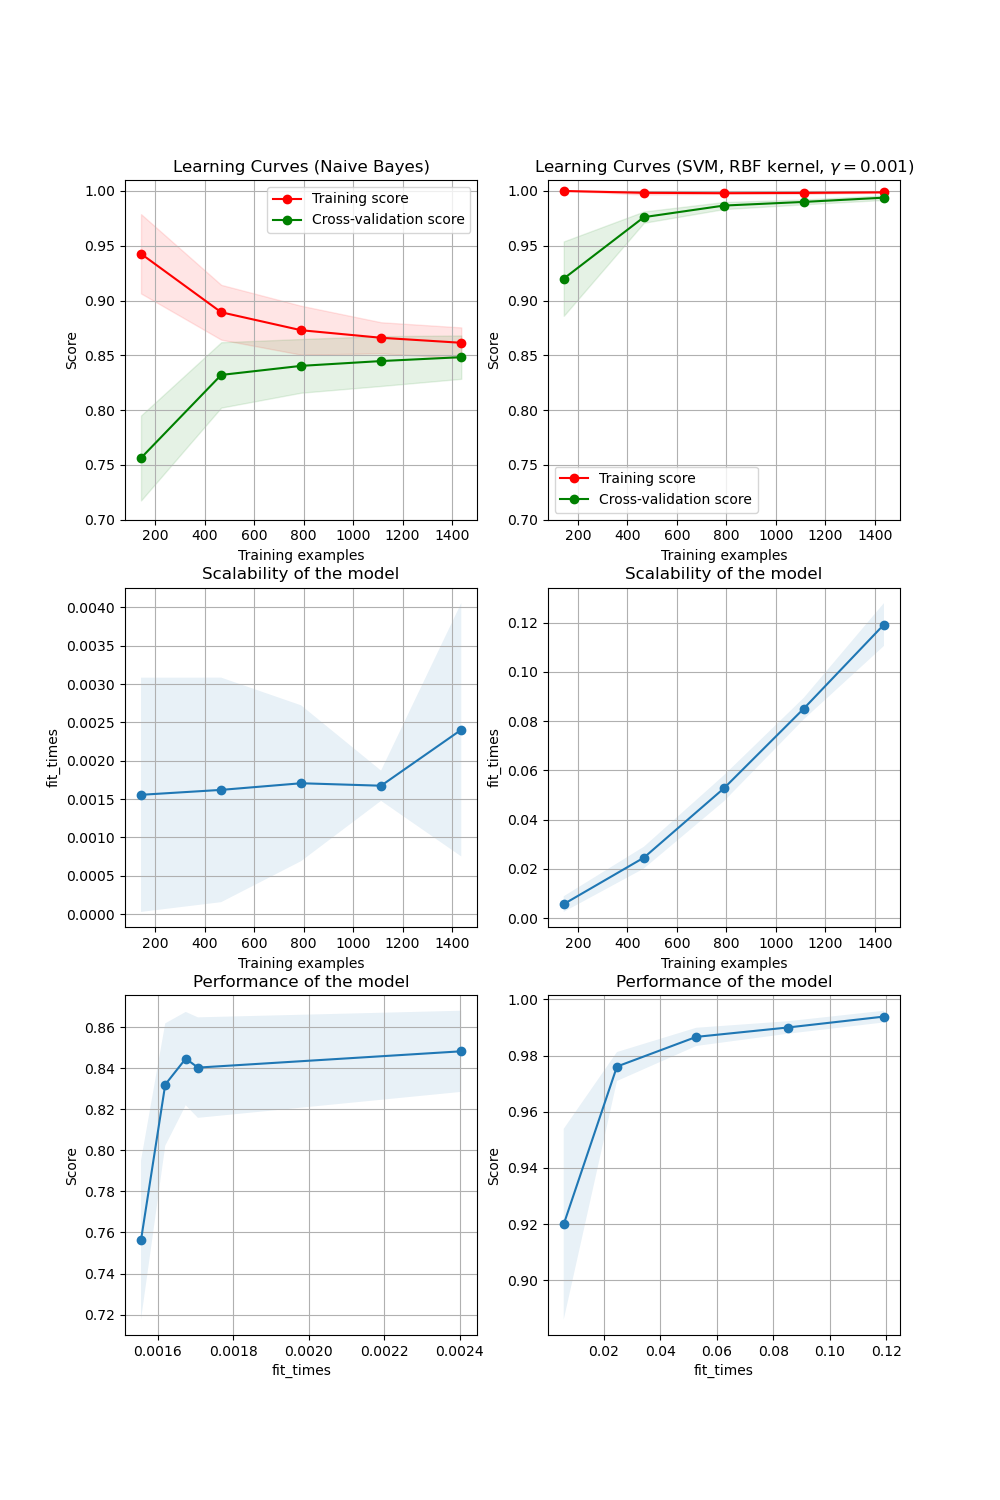 Learning Curves (Naive Bayes)
1.00
0.95
0.90
0.85
0.80
0.75
0.70
Score
Training score
Cross-validation score
200 400 600 800 1000 1200 1400
Training examples
Learning Curves (SVM, RBF kernel, γ = 0.001)
1.00
0.95
0.90
0.85
0.80
0.75
0.70
Score
Training score
Cross-validation score
200 400 600 800 1000 1200 1400
Training examples
Scalability of the model
0.0040
0.0035
0.0030
0.0025
0.0020
0.0015
0.0010
0.0005
0.0000
fit_times
200 400 600 800 1000 1200 1400
Training examples
Scalability of the model
0.12
0.10
0.08
0.06
0.04
0.02
0.00
fit_times
200 400 600 800 1000 1200 1400
Training examples
Performance of the model
0.86
0.84
0.82
0.80
0.78
0.76
0.74
0.72
Score
0.0016 0.0018 0.0020 0.0022 0.0024
fit_times
Performance of the model
1.00
0.98
0.96
0.94
0.92
0.90
Score
0.02 0.04 0.06 0.08 0.10 0.12
fit_times